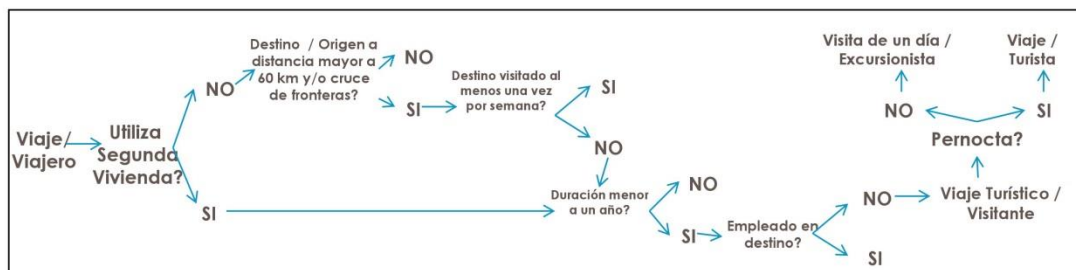 Viaje/
Viajero
Utiliza
Segunda
Vivienda?
NO
SI
Destino / Origen a
distancia mayor a
60 km y/o cruce
de fronteras?
NO
SI
Destino visitado al
menos una vez
por semana?
SI
NO
Duración menor
a un año?
NO
SI
Empleado en
destino?
NO
SI
Viaje Turístico /
Visitante
Pernocta?
NO
SI
Visita de un día /
Excursionista
Viaje /
Turista